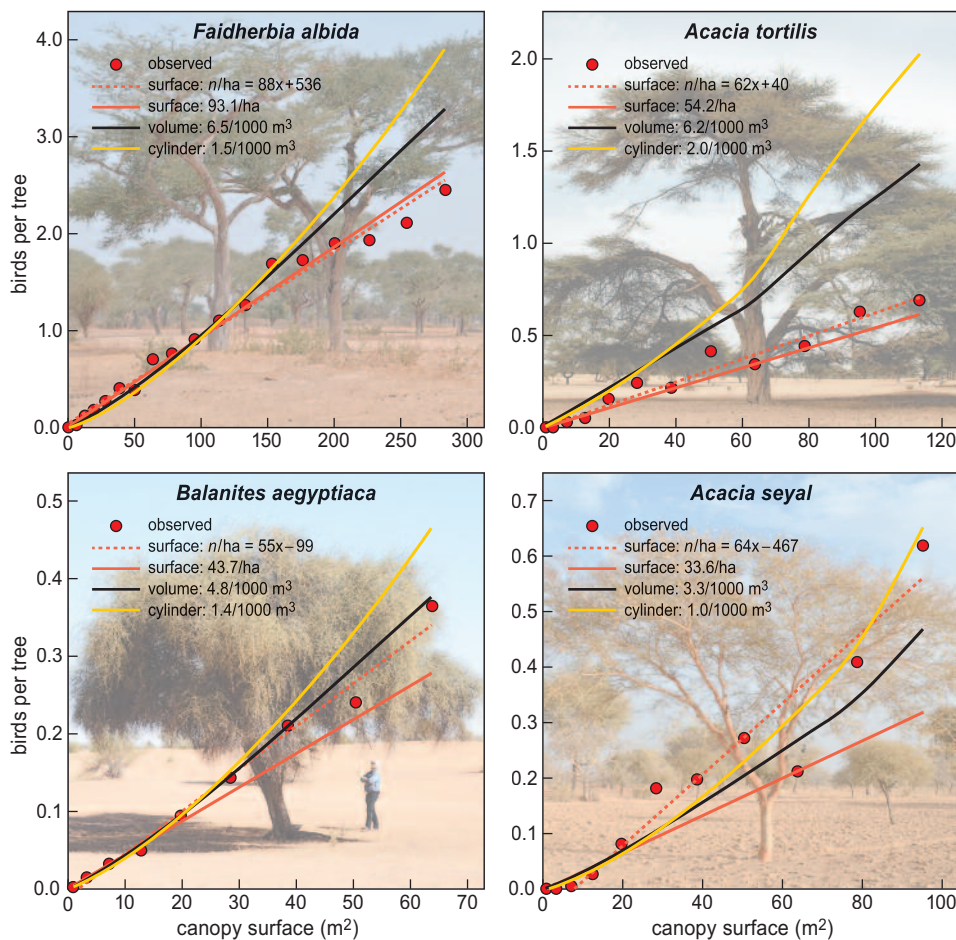 Faidherbia albida
observed
surface: n/ha = 88x+536
surface: 93.1/ha
volume: 6.5/1000 m³
cylinder: 1.5/1000 m³
birds per tree
4.0
3.0
2.0
1.0
0.0
0 50 100 150 200 250 300
Acacia tortilis
observed
surface: n/ha = 62x+40
surface: 54.2/ha
volume: 6.2/1000 m³
cylinder: 2.0/1000 m³
2.0
1.5
1.0
0.5
0.0
0 20 40 60 80 100 120
Balanites aegyptiaca
observed
surface: n/ha = 55x–99
surface: 43.7/ha
volume: 4.8/1000 m³
cylinder: 1.4/1000 m³
birds per tree
0.5
0.4
0.3
0.2
0.1
0.0
0 10 20 30 40 50 60 70
canopy surface (m²)
Acacia seyal
observed
surface: n/ha = 64x–467
surface: 33.6/ha
volume: 3.3/1000 m³
cylinder: 1.0/1000 m³
0.7
0.6
0.5
0.4
0.3
0.2
0.1
0.0
0 20 40 60 80 100
canopy surface (m²)